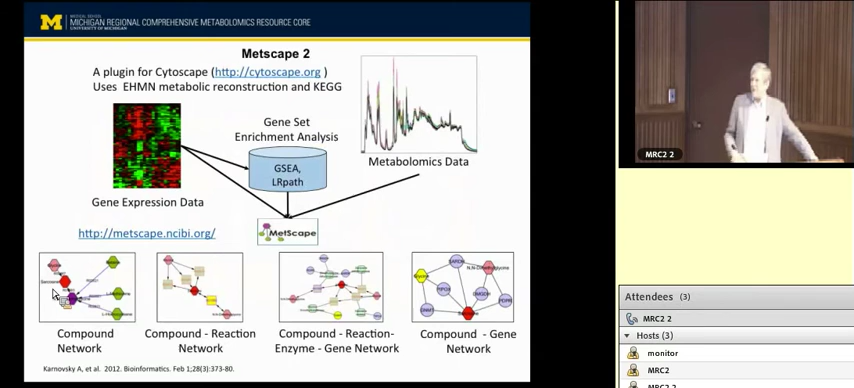 MICHIGAN REGIONAL COMPREHENSIVE METABOLOMICS RESOURCE CORE
UNIVERSITY OF MICHIGAN
Metscape 2
A plugin for Cytoscape (http://cytoscape.org )
Uses EHMN metabolic reconstruction and KEGG
Gene Set
Enrichment Analysis
GSEA,
LRpath
Metabolomics Data
Gene Expression Data
http://metscape.ncibi.org/
MetScape
Compound
Network
Compound - Reaction
Network
Compound - Reaction-
Enzyme - Gene Network
Compound - Gene
Network
Karnovsky A, et al. 2012. Bioinformatics. Feb 1;28(3):373-80.
MRC2 2
Attendees (3)
MRC2 2
Hosts (3)
monitor
MRC2
MRC2 2